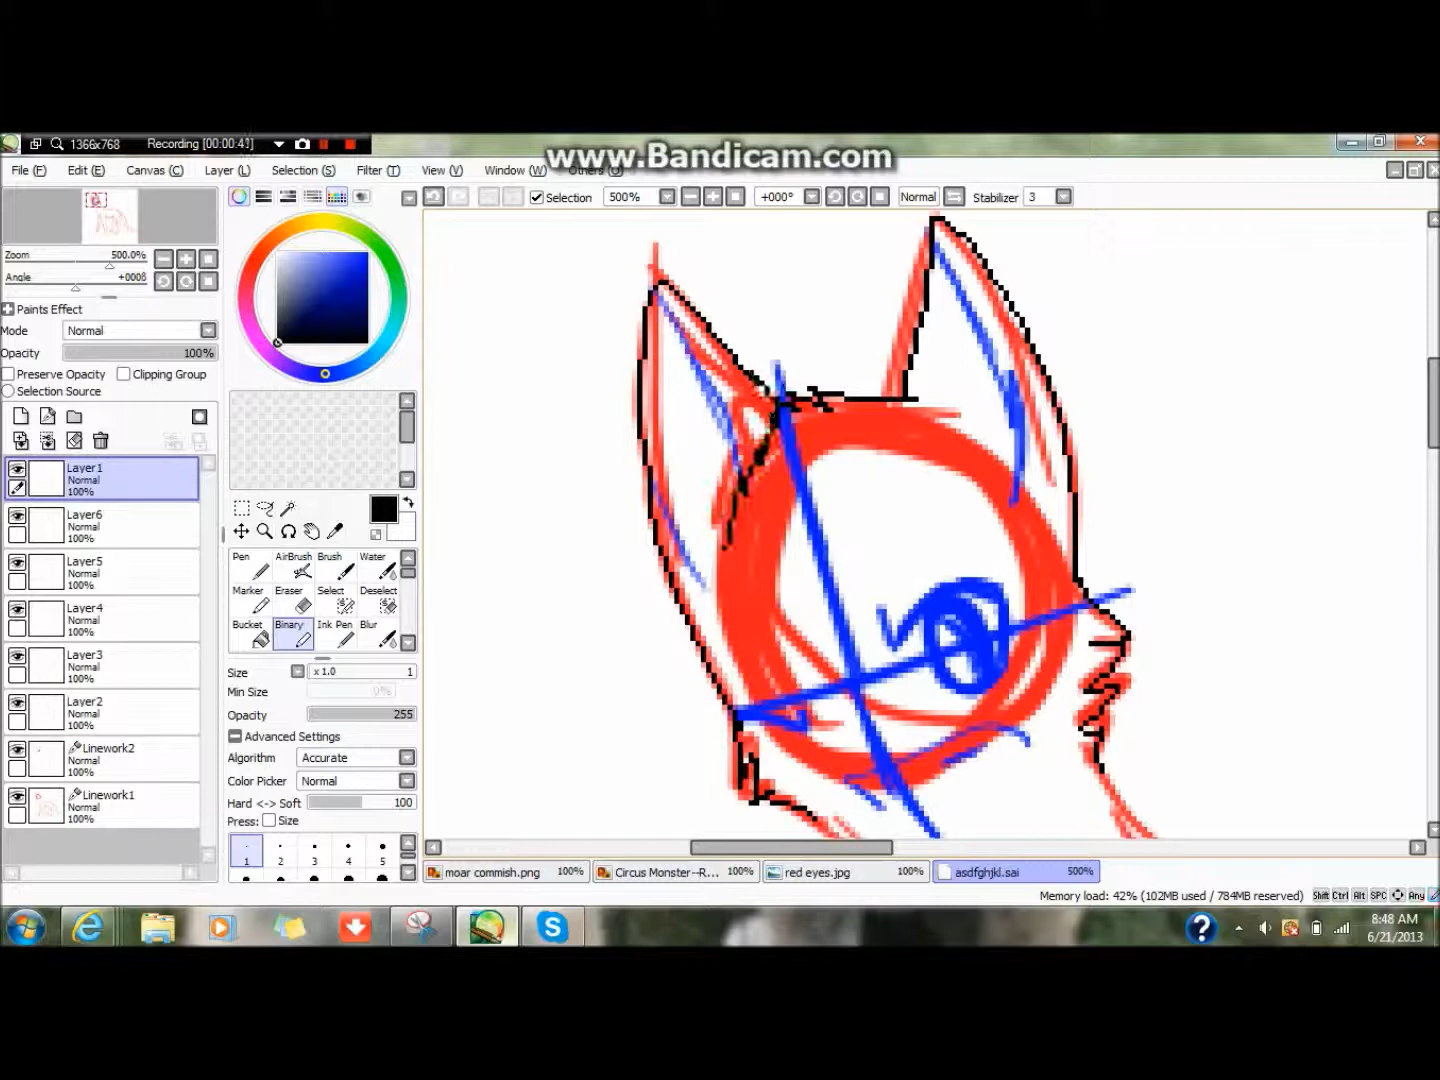 1366x768 Recording [00:00:41]
www.Bandicam.com
File (F) Edit (E) Canvas (C) Layer (L) Selection (S) Filter (T) View (V) Window (W) Others (O)
Selection 500% +000° Normal Stabilizer 3
Zoom 500.0%
Angle +000ß
Paints Effect
Mode Normal
Opacity 100%
Preserve Opacity Clipping Group
Selection Source
Layer1
Normal
100%
Layer6
Normal
100%
Layer5
Normal
100%
Layer4
Normal
100%
Layer3
Normal
100%
Layer2
Normal
100%
Linework2
Normal
100%
Linework1
Normal
100%
Pen AirBrush Brush Water
Marker Eraser Select Deselect
Bucket Binary Ink Pen Blur
Size x 1.0 1
Min Size 0%
Opacity 255
Advanced Settings
Algorithm Accurate
Color Picker Normal
Hard <-> Soft 100
Press: Size
1 2 3 4 5
moar commish.png 100% Circus Monster--R... 100% red eyes.jpg 100% asdfghjkl.sai 500%
Memory load: 42% (102MB used / 784MB reserved) Shift Ctrl Alt SPC Any
8:48 AM
6/21/2013